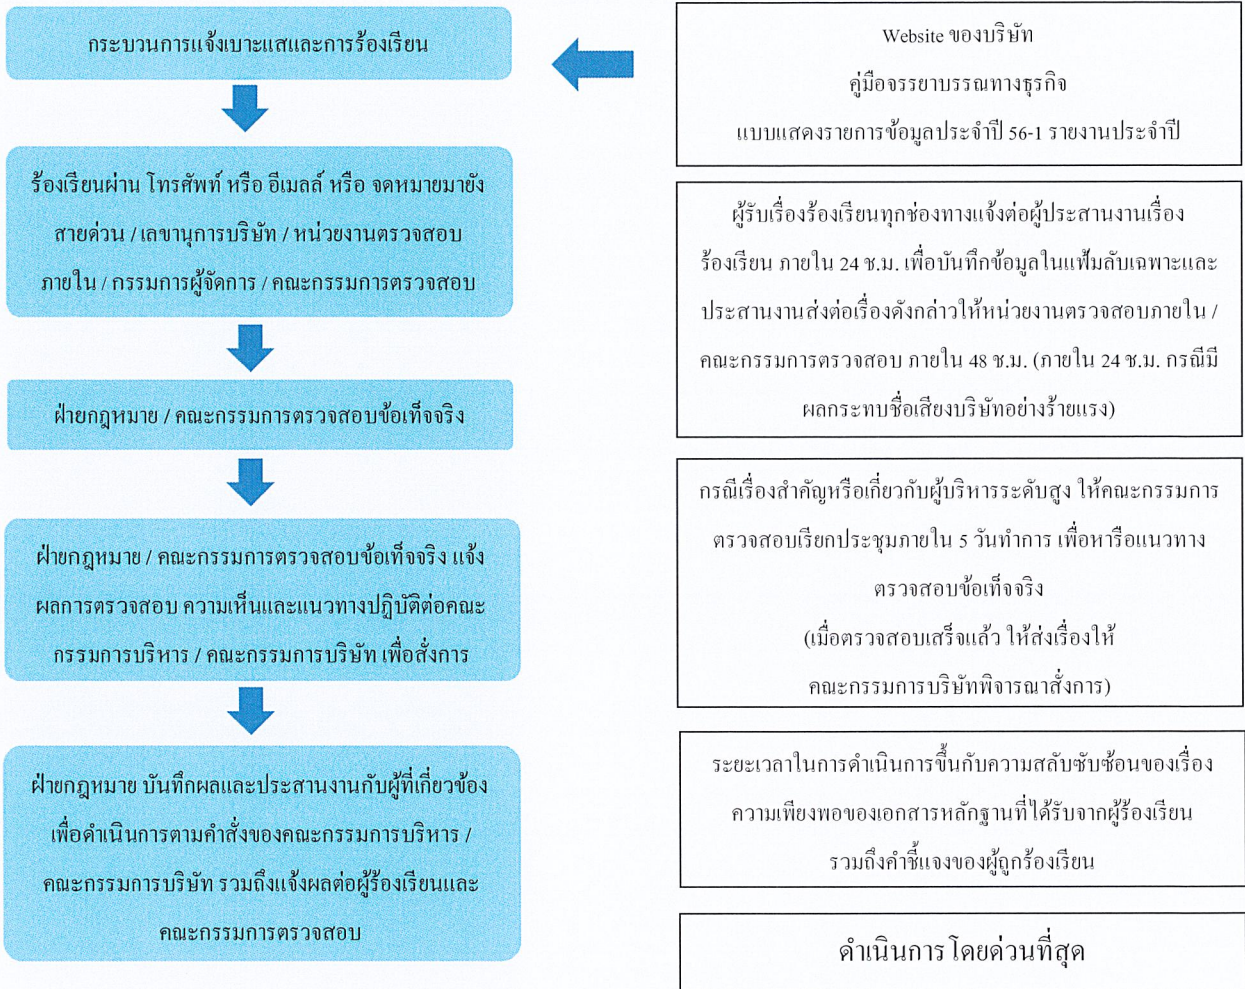 กระบวนการแจ้งเบาะแสและการร้องเรียน
Website ของบริษัท
คู่มือจรรยาบรรณทางธุรกิจ
แบบแสดงรายการข้อมูลประจำปี 56-1 รายงานประจำปี
ร้องเรียนผ่าน โทรศัพท์ หรือ อีเมลล์ หรือ จดหมายมายัง
สายด่วน / เลขานุการบริษัท / หน่วยงานตรวจสอบ
ภายใน / กรรมการผู้จัดการ / คณะกรรมการตรวจสอบ
ผู้รับเรื่องร้องเรียนทุกช่องทางแจ้งต่อผู้ประสานงานเรื่อง
ร้องเรียน ภายใน 24 ช.ม. เพื่อบันทึกข้อมูลในแฟ้มลับเฉพาะและ
ประสานงานส่งต่อเรื่องดังกล่าวให้หน่วยงานตรวจสอบภายใน /
คณะกรรมการตรวจสอบ ภายใน 48 ช.ม. (ภายใน 24 ช.ม. กรณีมี
ผลกระทบชื่อเสียงบริษัทอย่างร้ายแรง)
ฝ่ายกฎหมาย / คณะกรรมการตรวจสอบข้อเท็จจริง
กรณีเรื่องสำคัญหรือเกี่ยวกับผู้บริหารระดับสูง ให้คณะกรรมการ
ตรวจสอบเรียกประชุมภายใน 5 วันทำการ เพื่อหารือแนวทาง
ตรวจสอบข้อเท็จจริง
(เมื่อตรวจสอบเสร็จแล้ว ให้ส่งเรื่องให้
คณะกรรมการบริษัทพิจารณาสั่งการ)
ฝ่ายกฎหมาย / คณะกรรมการตรวจสอบข้อเท็จจริง แจ้ง
ผลการตรวจสอบ ความเห็นและแนวทางปฏิบัติต่อคณะ
กรรมการบริหาร / คณะกรรมการบริษัท เพื่อสั่งการ
ระยะเวลาในการดำเนินการขึ้นกับความสลับซับซ้อนของเรื่อง
ความเพียงพอของเอกสารหลักฐานที่ได้รับจากผู้ร้องเรียน
รวมถึงคำชี้แจงของผู้ถูกร้องเรียน
ฝ่ายกฎหมาย บันทึกผลและประสานงานกับผู้ที่เกี่ยวข้อง
เพื่อดำเนินการตามคำสั่งของคณะกรรมการบริหาร /
คณะกรรมการบริษัท รวมถึงแจ้งผลต่อผู้ร้องเรียนและ
คณะกรรมการตรวจสอบ
ดำเนินการโดยด่วนที่สุด